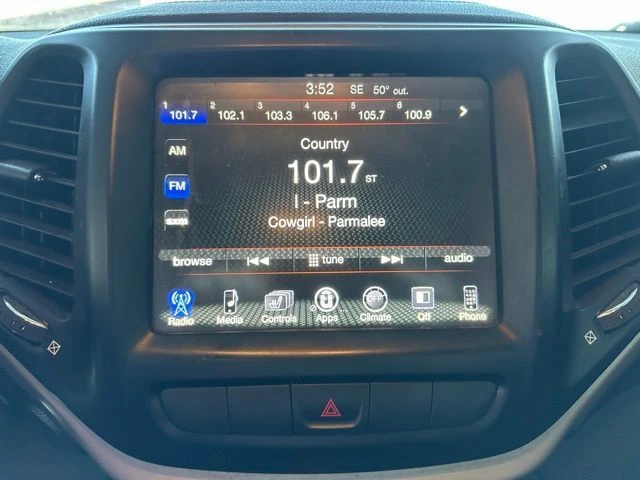 3:52 SE 50° out.
1 2 3 4 5 6
101.7 102.1 103.3 106.1 105.7 100.9
Country
AM
101.7 ST
FM
I - Parm
Cowgirl - Parmalee
browse tune audio
OFF
Radio Media Controls Apps Climate Off Phone